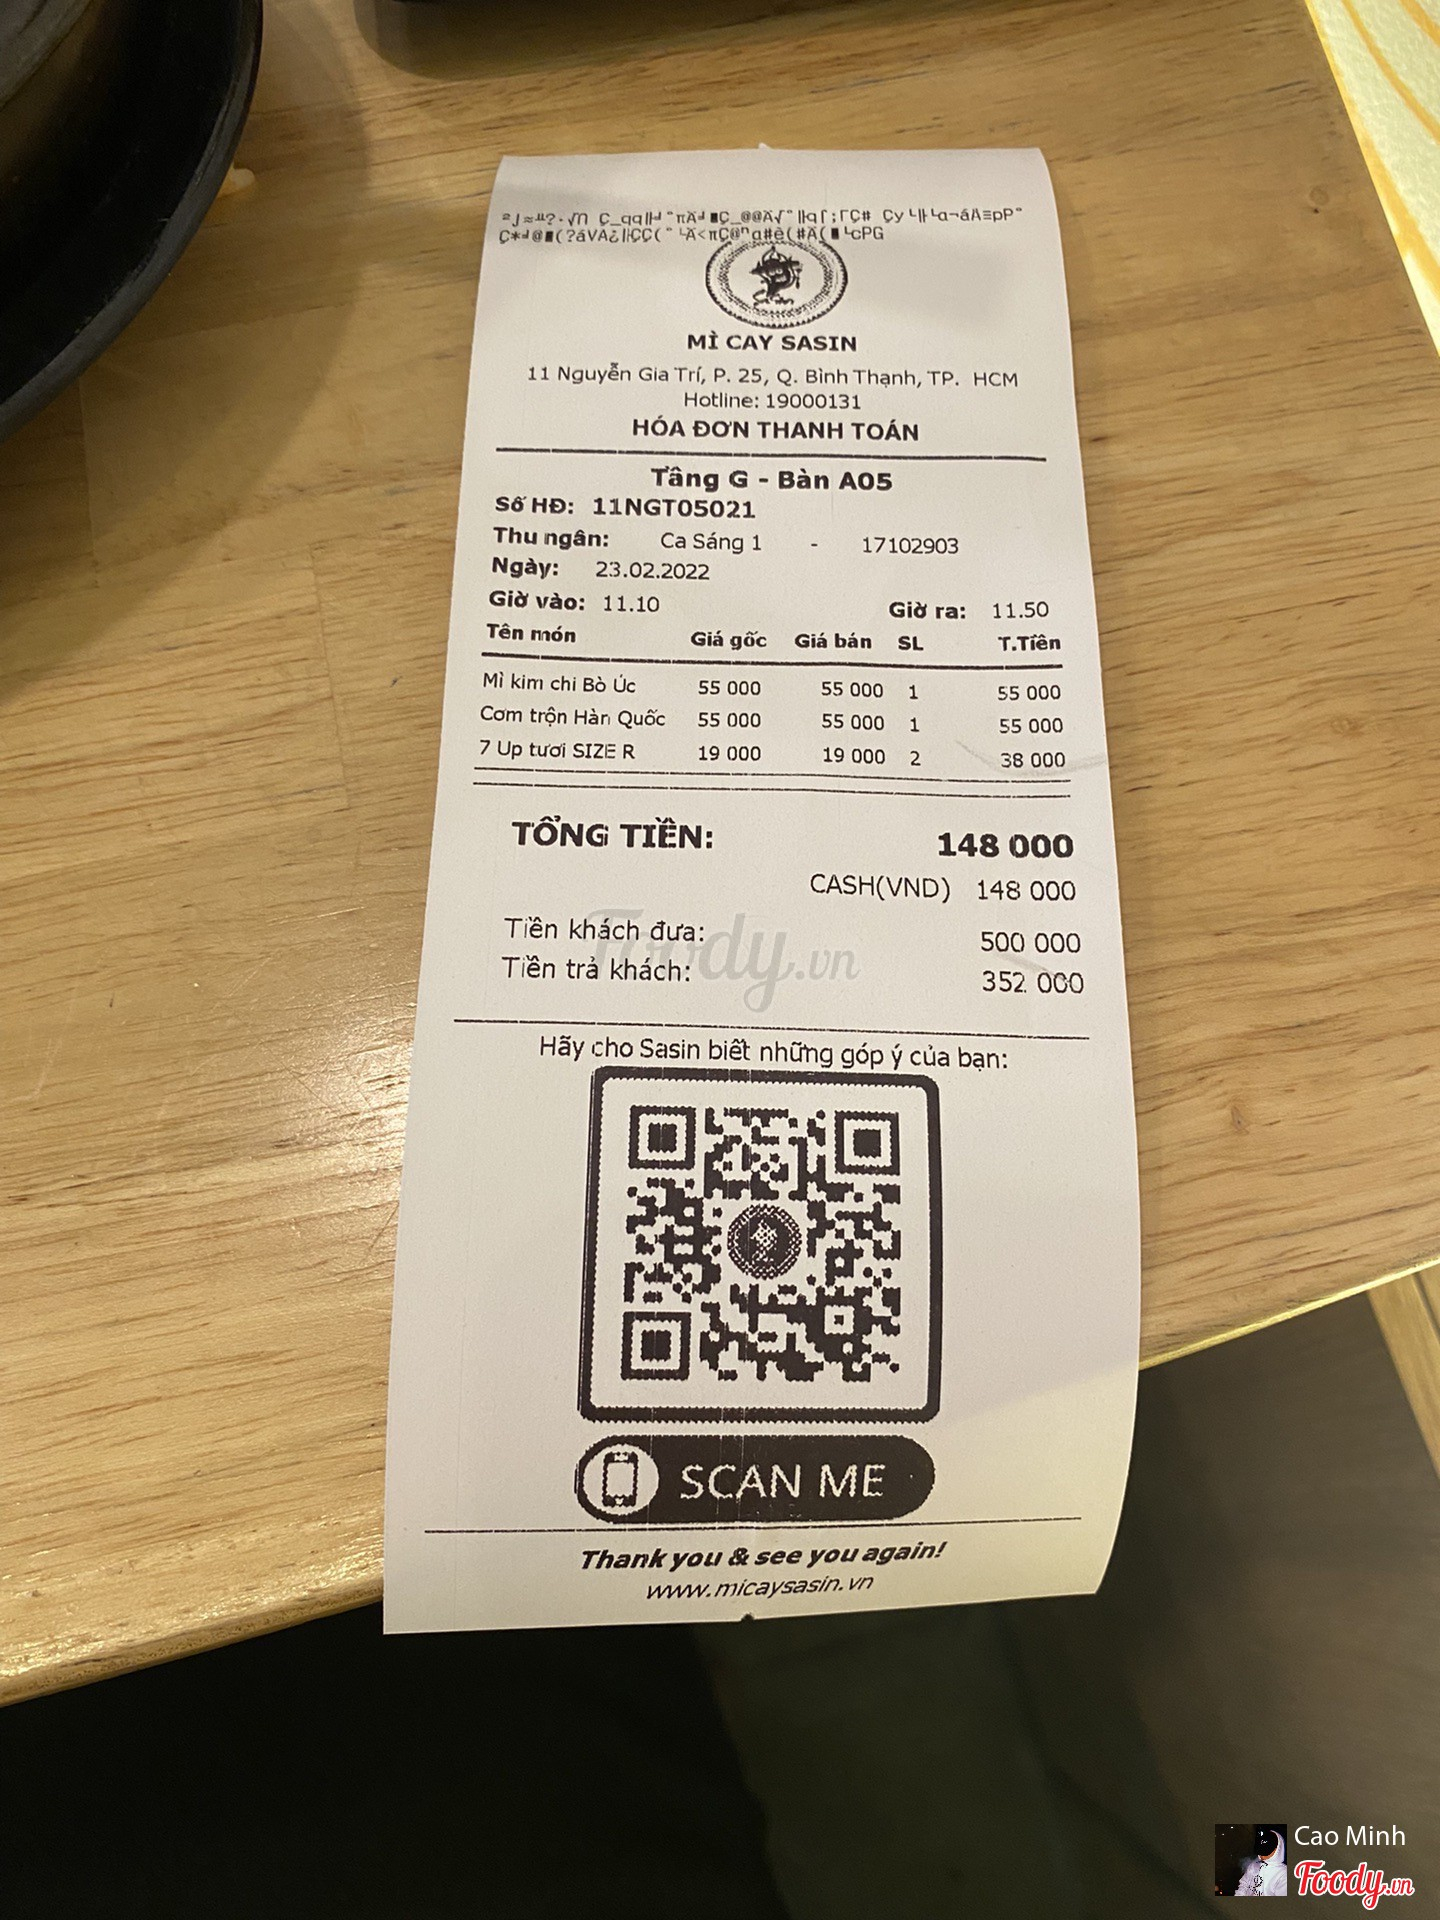 MÌ CAY SASIN
11 Nguyễn Gia Trí, P. 25, Q. Bình Thạnh, TP. HCM
Hotline: 19000131
HÓA ĐƠN THANH TOÁN
Tầng G - Bàn A05
Số HĐ: 11NGT05021
Thu ngân: Ca Sáng 1 - 17102903
Ngày: 23.02.2022
Giờ vào: 11.10 Giờ ra: 11.50
Tên món Giá gốc Giá bán SL T.Tiền
Mì kim chi Bò Úc 55 000 55 000 1 55 000
Cơm trộn Hàn Quốc 55 000 55 000 1 55 000
7 Up tươi SIZE R 19 000 19 000 2 38 000
TỔNG TIỀN: 148 000
CASH(VND) 148 000
Tiền khách đưa: 500 000
Tiền trả khách: 352 000
Foody.vn
Hãy cho Sasin biết những góp ý của bạn:
SCAN ME
Thank you & see you again!
www.micaysasin.vn
Cao Minh
Foody.vn